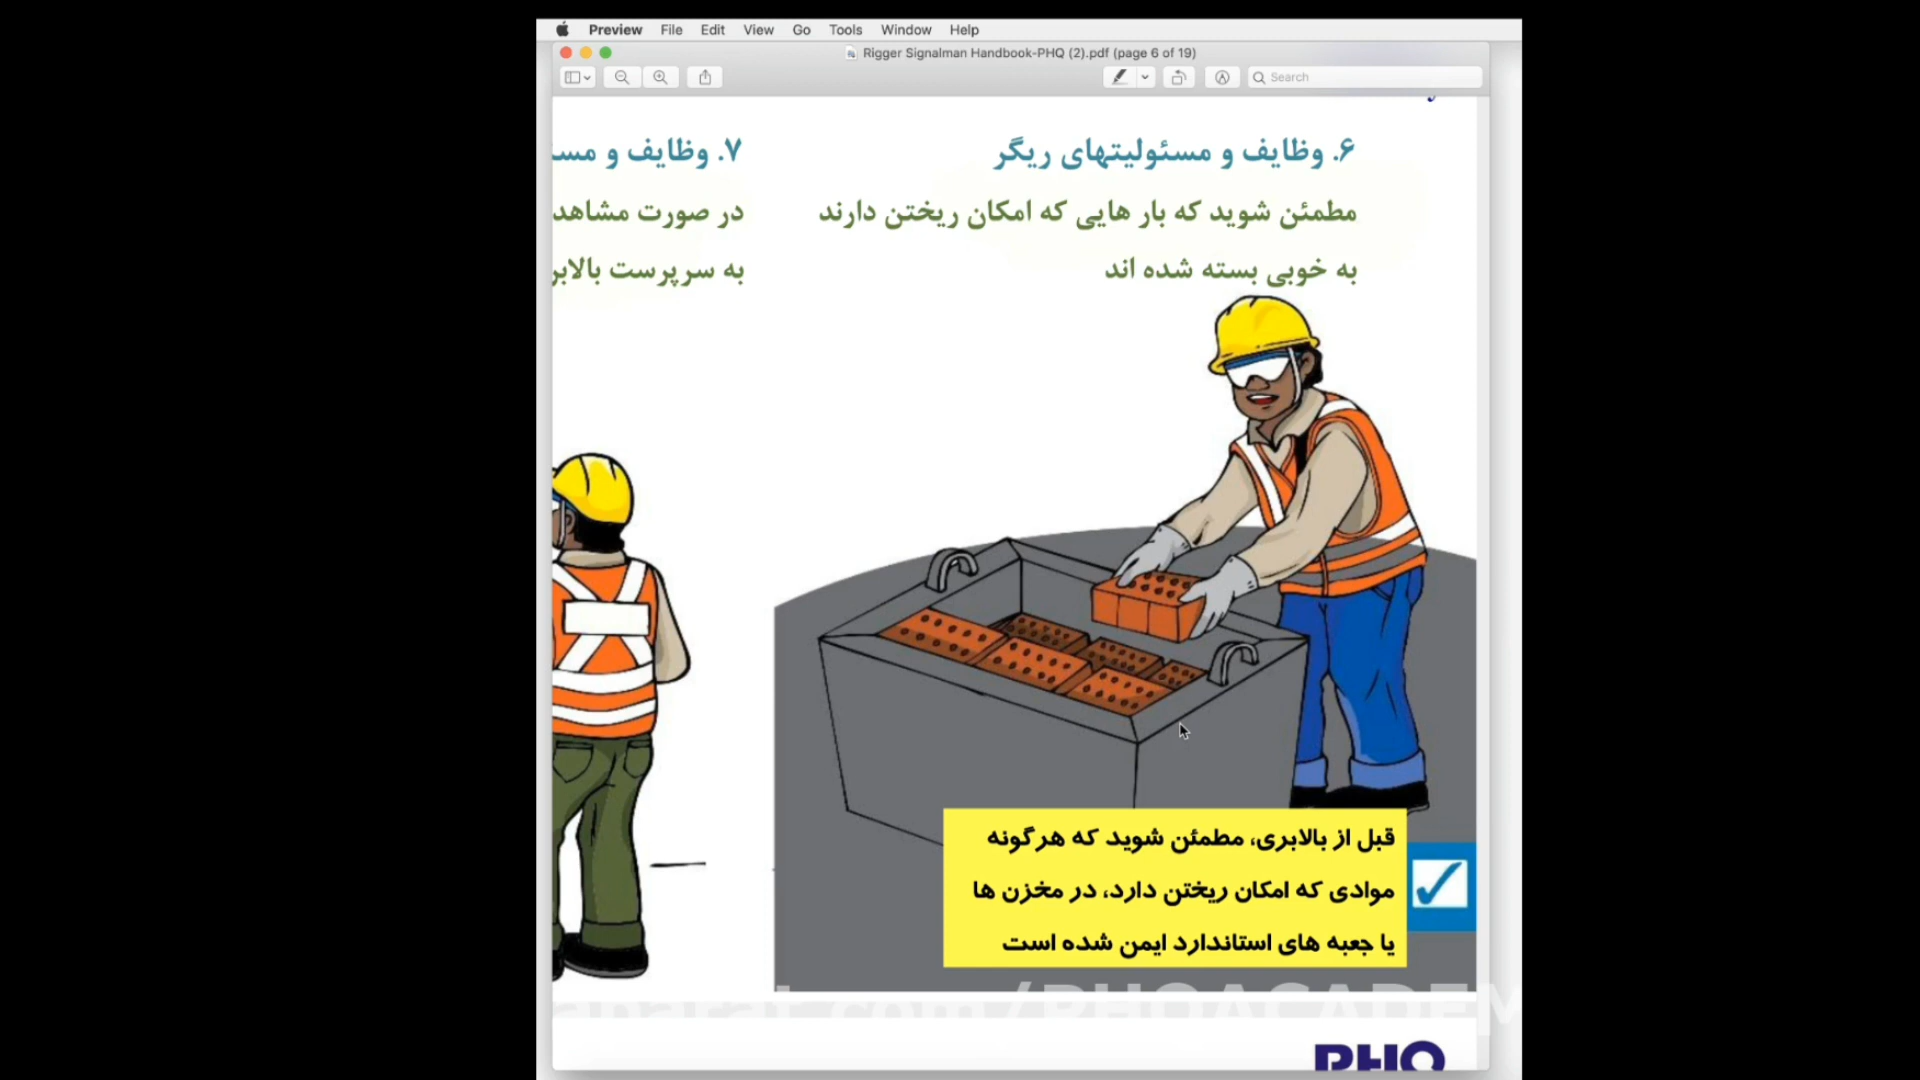 Preview File Edit View Go Tools Window Help
Rigger Signalman Handbook-PHQ (2).pdf (page 6 of 19)
Search
۶. وظایف و مسئولیتهای ریگر
مطمئن شوید که بار هایی که امکان ریختن دارند
به خوبی بسته شده اند
قبل از بالابری، مطمئن شوید که هرگونه
موادی که امکان ریختن دارد، در مخزن ها
یا جعبه های استاندارد ایمن شده است
۷. وظایف و
در صورت
به سرپرست
PHQ